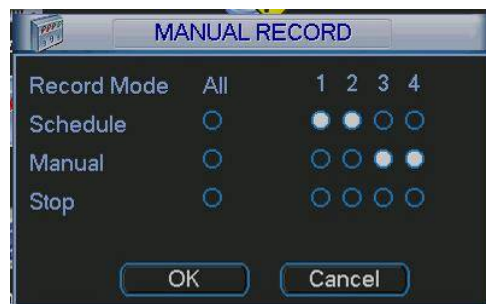 MANUAL RECORD
Record Mode All 1 2 3 4
Schedule
Manual
Stop
OK Cancel